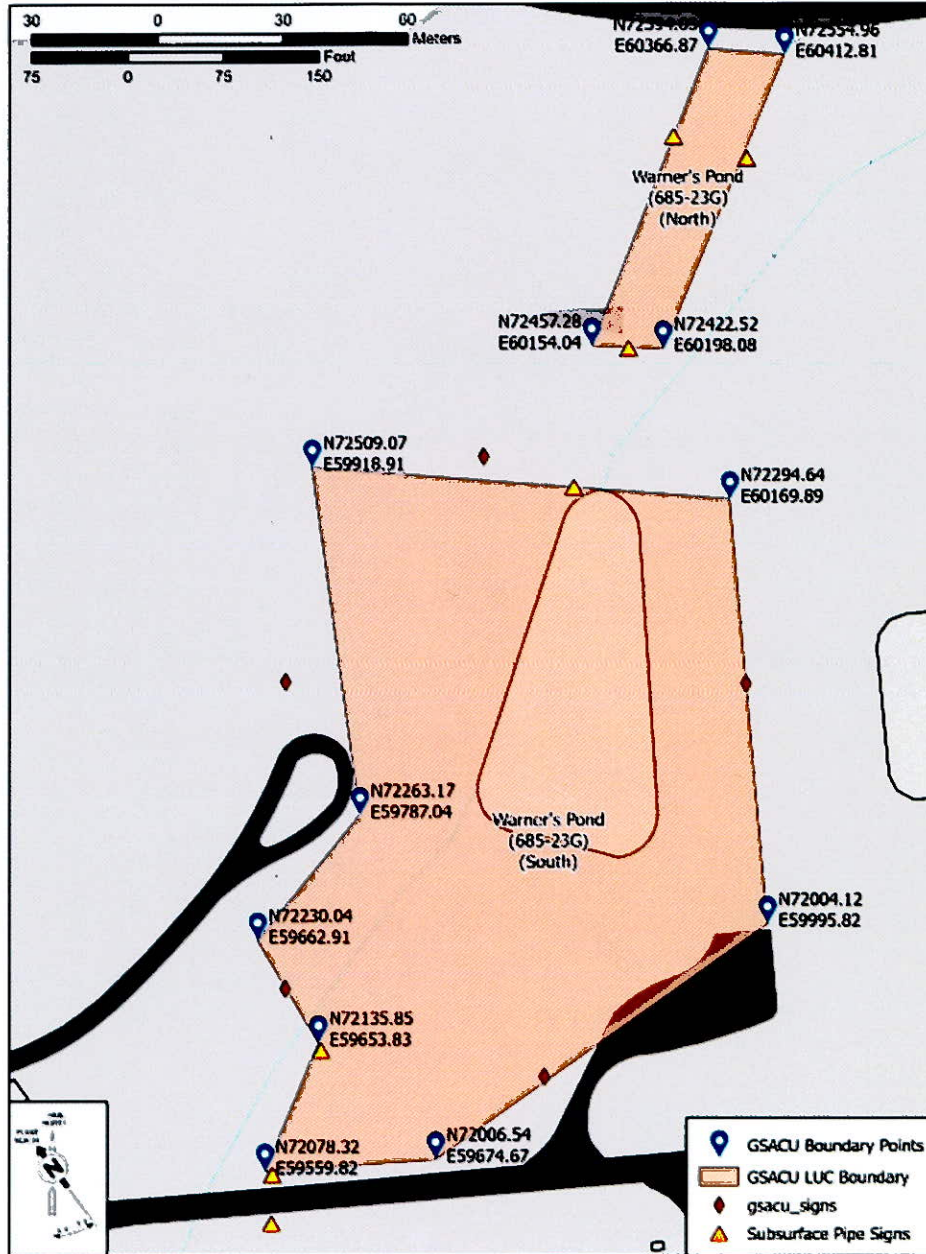 30 0 30 60
Meters
Foot
75 0 75 150
E60366.87
N72554.96
E60412.81
Warner's Pond
(685-23G)
(North)
N72457.28
E60154.04
N72422.52
E60198.08
N72509.07
E59918.91
N72294.64
E60169.89
N72263.17
E59787.04
Warner's Pond
(685-23G)
(South)
N72230.04
E59662.91
N72004.12
E59995.82
N72135.85
E59653.83
N72078.32
E59559.82
N72006.54
E59674.67
N
GSACU Boundary Points
GSACU LUC Boundary
gsacu_signs
Subsurface Pipe Signs